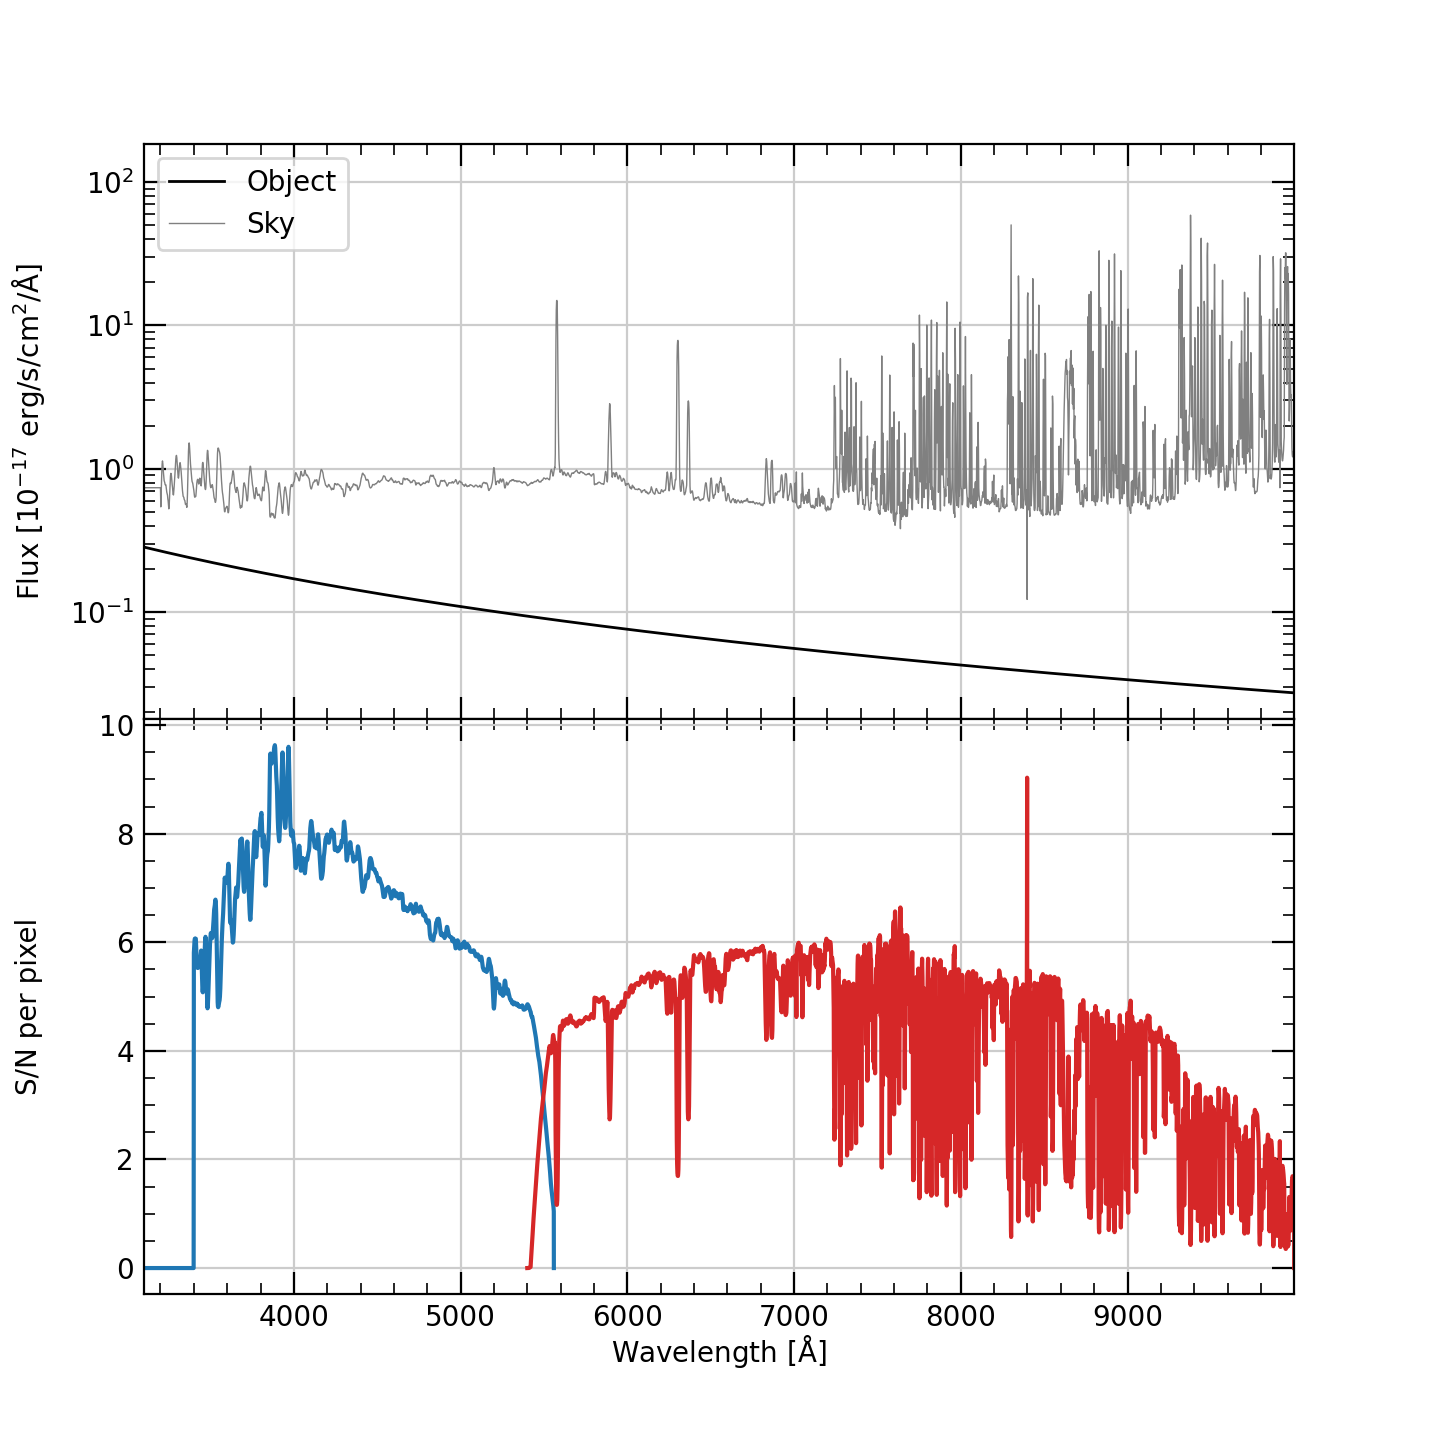 Object
Sky
10²
10¹
10⁰
10⁻¹
Flux [10⁻¹⁷ erg/s/cm²/Å]
10
8
6
4
2
0
S/N per pixel
4000 5000 6000 7000 8000 9000
Wavelength [Å]